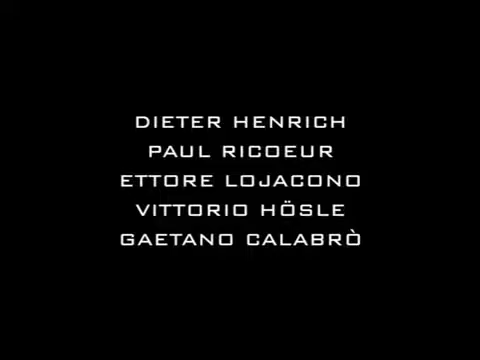 DIETER HENRICH
PAUL RICOEUR
ETTORE LOJACONO
VITTORIO HÖSLE
GAETANO CALABRÒ